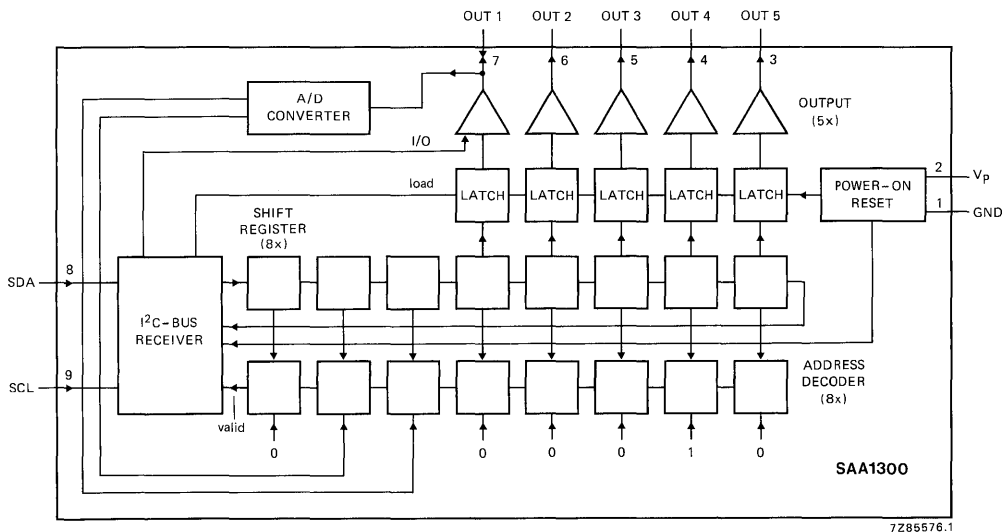 OUT 1 OUT 2 OUT 3 OUT 4 OUT 5
7 6 5 4 3
A/D
CONVERTER
OUTPUT
(5x)
I/O
load
LATCH LATCH LATCH LATCH LATCH
POWER-ON
RESET
2
VP
1
GND
SHIFT
REGISTER
(8x)
SDA
8
I²C-BUS
RECEIVER
SCL
9
valid
ADDRESS
DECODER
(8x)
0 0 0 0 1 0
SAA1300
7Z85576.1